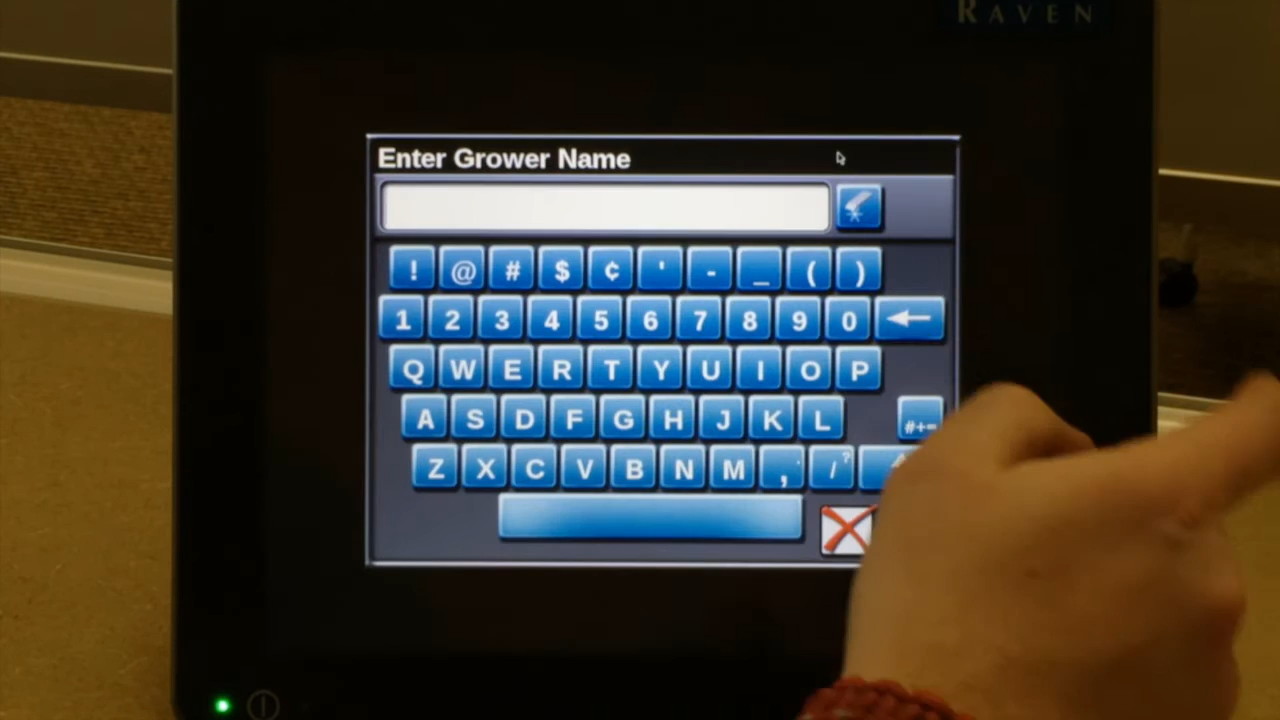 RAVEN
Enter Grower Name
! @ # $ ¢ ' - _ ( )
1 2 3 4 5 6 7 8 9 0
Q W E R T Y U I O P
A S D F G H J K L #+=
Z X C V B N M , . / ?